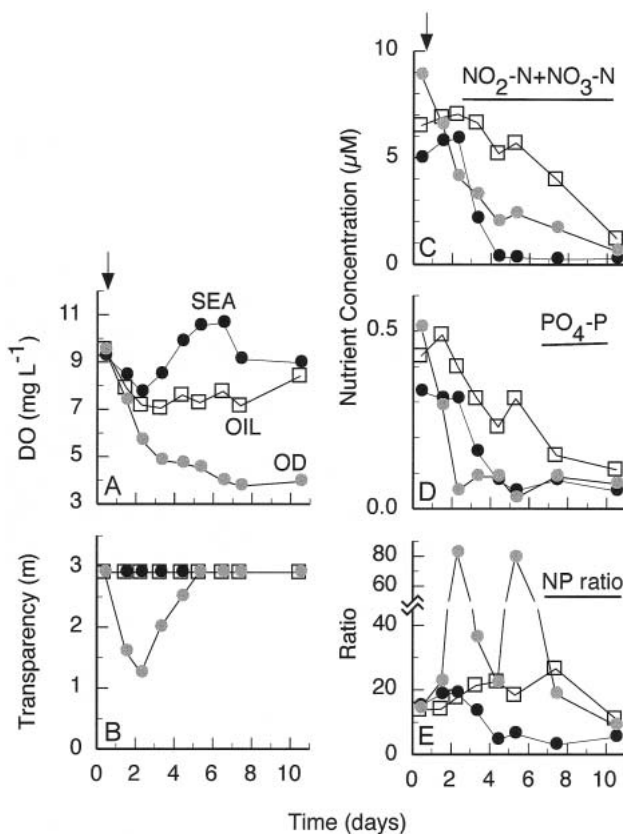 10
5
0
NO2-N+NO3-N
C
Nutrient Concentration (μM)
11
9
7
5
3
DO (mg L-1)
SEA
OIL
OD
A
0.5
0.0
PO4-P
D
3
2
1
0
Transparency (m)
B
0 2 4 6 8 10
80
60
40
20
0
Ratio
NP ratio
E
0 2 4 6 8 10
Time (days)